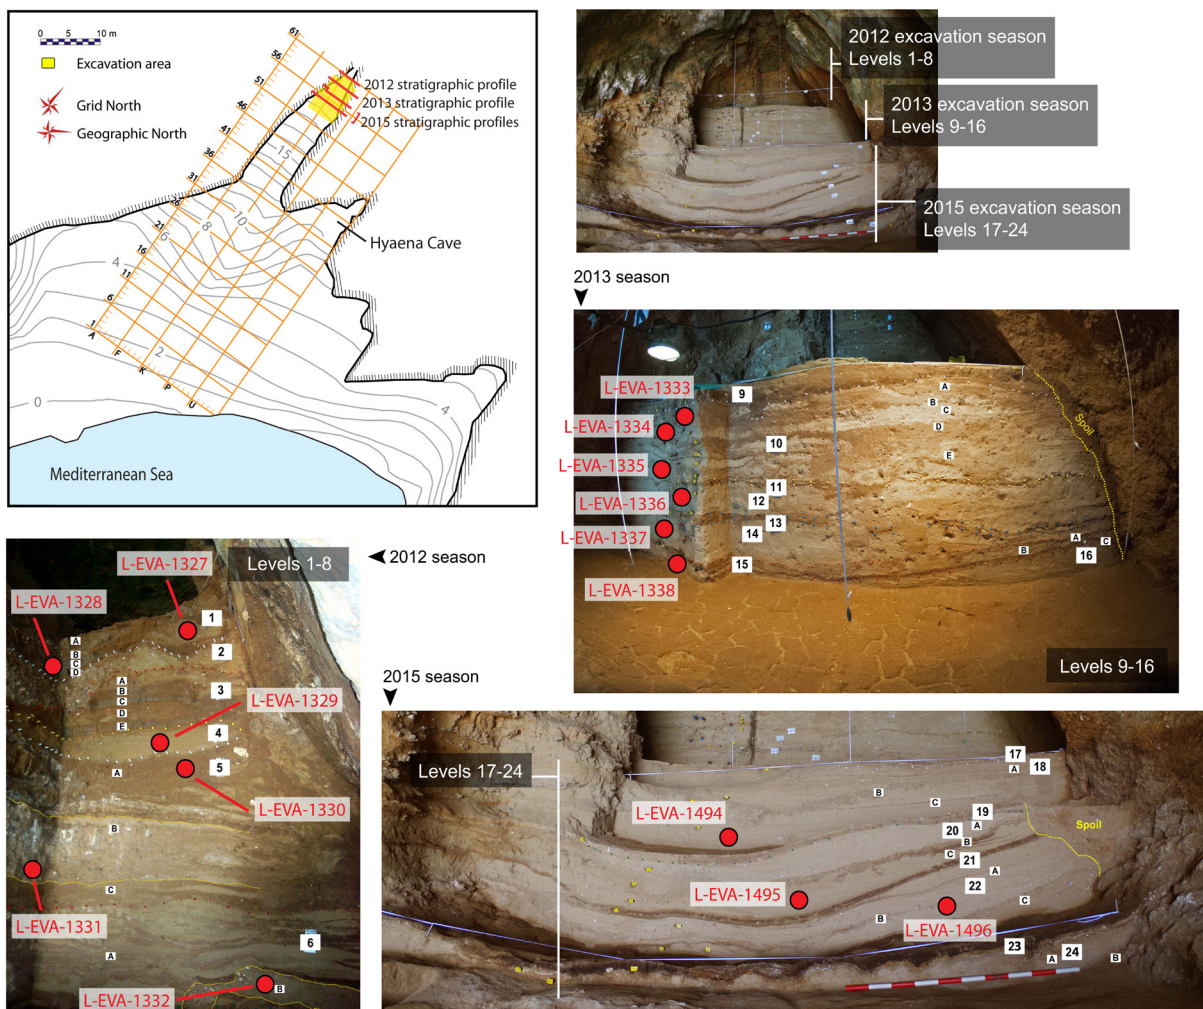 0 5 10 m
Excavation area
Grid North
Geographic North
61
56
51
46
41
36
31
26
21
16
11
6
1
A
F
K
P
U
2012 stratigraphic profile
2013 stratigraphic profile
2015 stratigraphic profiles
15
10
8
6
4
2
0
4
Hyaena Cave
Mediterranean Sea
2012 excavation season
Levels 1-8
2013 excavation season
Levels 9-16
2015 excavation season
Levels 17-24
2013 season
L-EVA-1333
L-EVA-1334
L-EVA-1335
L-EVA-1336
L-EVA-1337
L-EVA-1338
9
A
B
C
D
10
E
11
12
13
14
15
A
C
B
16
Spoil
Levels 9-16
2012 season
Levels 1-8
L-EVA-1327
L-EVA-1328
1
A
2
B
C
D
A
3
B
C
D
E
L-EVA-1329
4
5
A
L-EVA-1330
B
L-EVA-1331
C
6
A
L-EVA-1332
B
2015 season
Levels 17-24
17
A
18
B
C
19
L-EVA-1494
20
A
B
C
21
A
22
L-EVA-1495
C
B
L-EVA-1496
23
24
A
B
Spoil